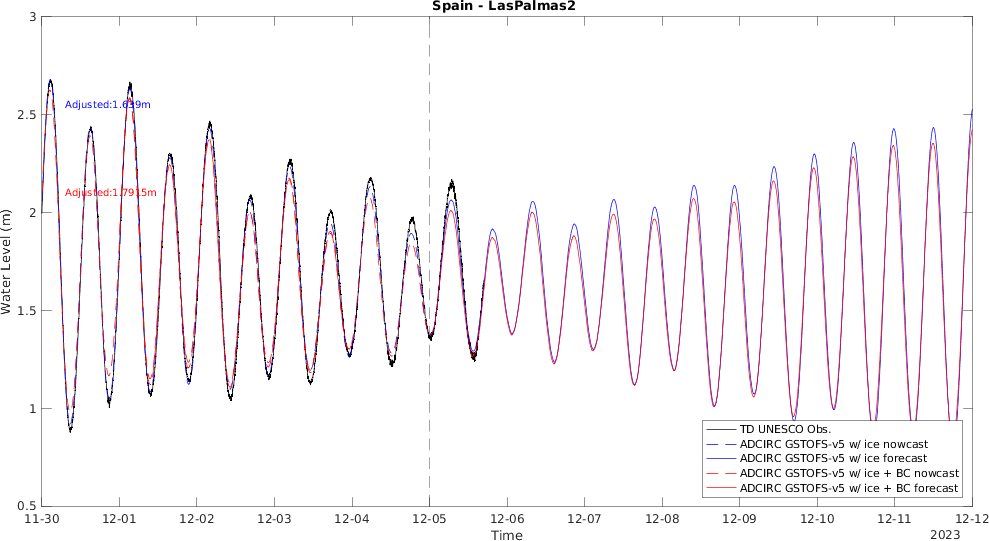 Spain - LasPalmas2
3
2.5
2
1.5
1
0.5
Water Level (m)
Adjusted:1.639m
Adjusted:1.7915m
TD UNESCO Obs.
ADCIRC GSTOFS-v5 w/ ice nowcast
ADCIRC GSTOFS-v5 w/ ice forecast
ADCIRC GSTOFS-v5 w/ ice + BC nowcast
ADCIRC GSTOFS-v5 w/ ice + BC forecast
11-30 12-01 12-02 12-03 12-04 12-05 12-06 12-07 12-08 12-09 12-10 12-11 12-12
Time
2023